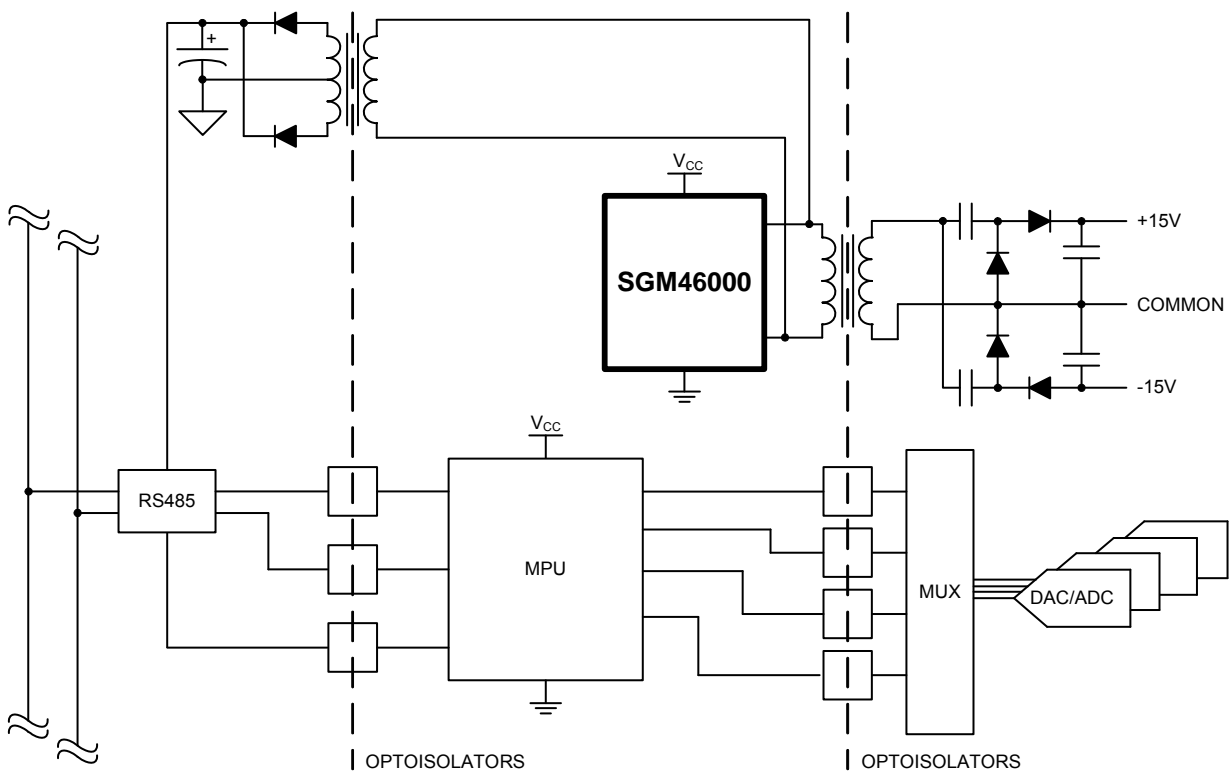 +
VCC
SGM46000
+15V
COMMON
-15V
VCC
RS485
MPU
MUX
DAC/ADC
OPTOISOLATORS
OPTOISOLATORS